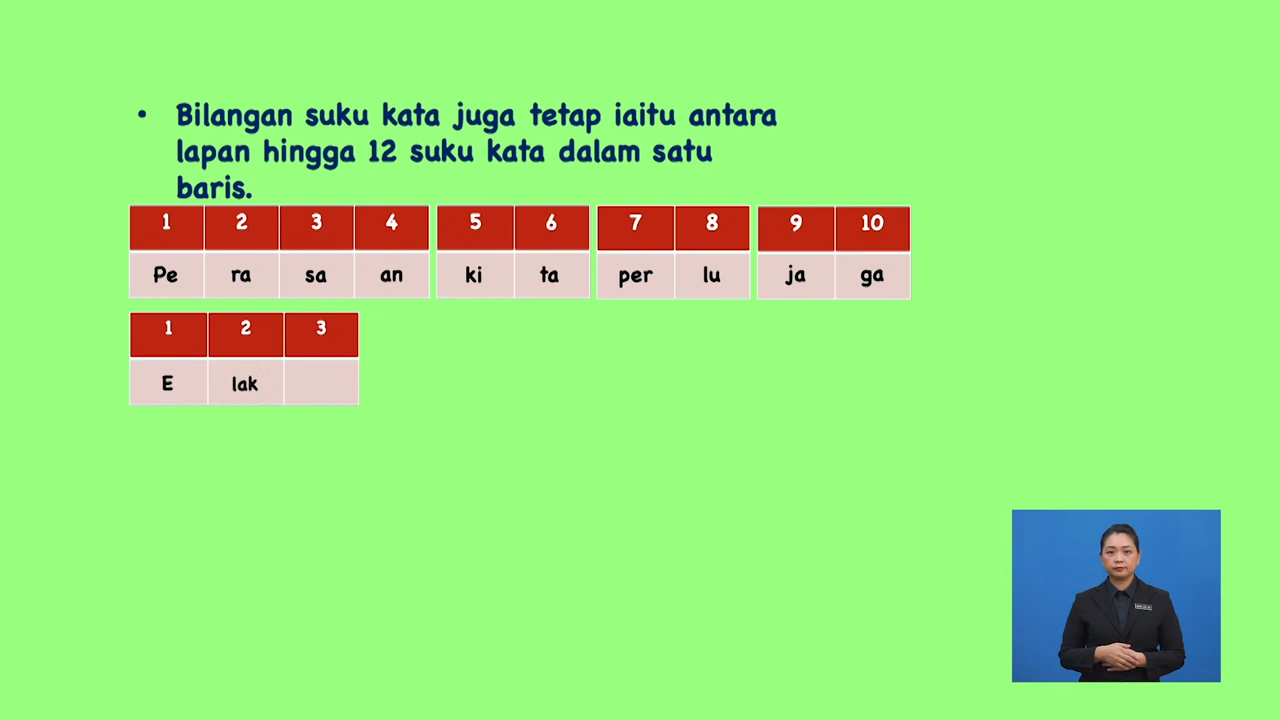 • Bilangan suku kata juga tetap iaitu antara
lapan hingga 12 suku kata dalam satu
baris.
1 2 3 4 5 6 7 8 9 10
Pe ra sa an ki ta per lu ja ga
1 2 3
E lak